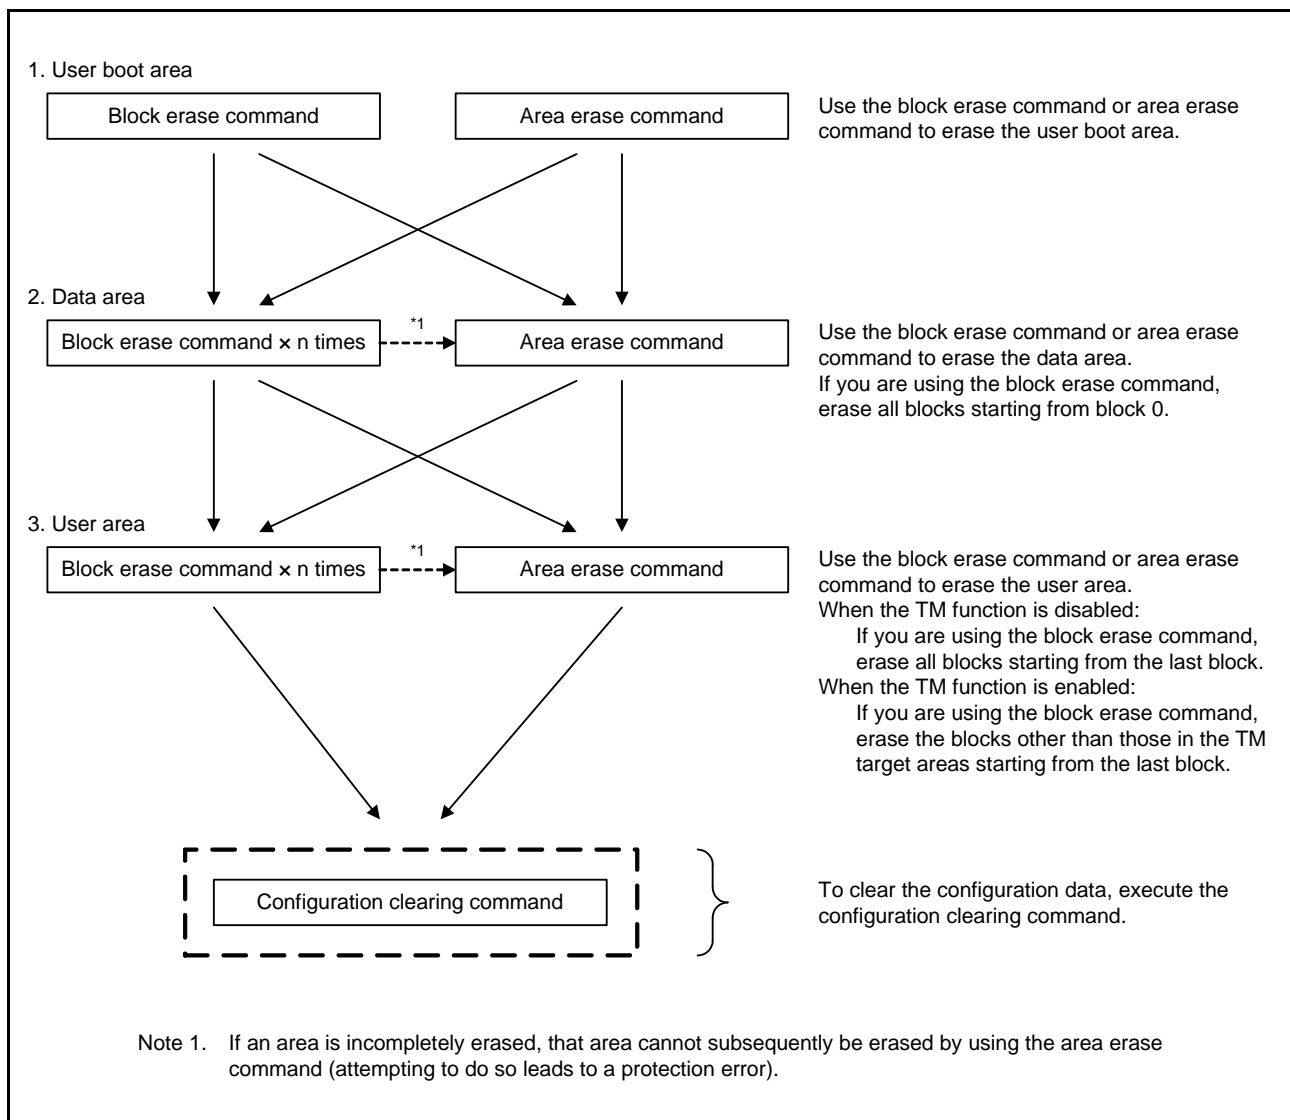 1. User boot area
Block erase command
Area erase command
Use the block erase command or area erase
command to erase the user boot area.
2. Data area
Block erase command × n times
*1
Area erase command
Use the block erase command or area erase
command to erase the data area.
If you are using the block erase command,
erase all blocks starting from block 0.
3. User area
Block erase command × n times
*1
Area erase command
Use the block erase command or area erase
command to erase the user area.
When the TM function is disabled:
If you are using the block erase command,
erase all blocks starting from the last block.
When the TM function is enabled:
If you are using the block erase command,
erase the blocks other than those in the TM
target areas starting from the last block.
Configuration clearing command
To clear the configuration data, execute the
configuration clearing command.
Note 1. If an area is incompletely erased, that area cannot subsequently be erased by using the area erase
command (attempting to do so leads to a protection error).